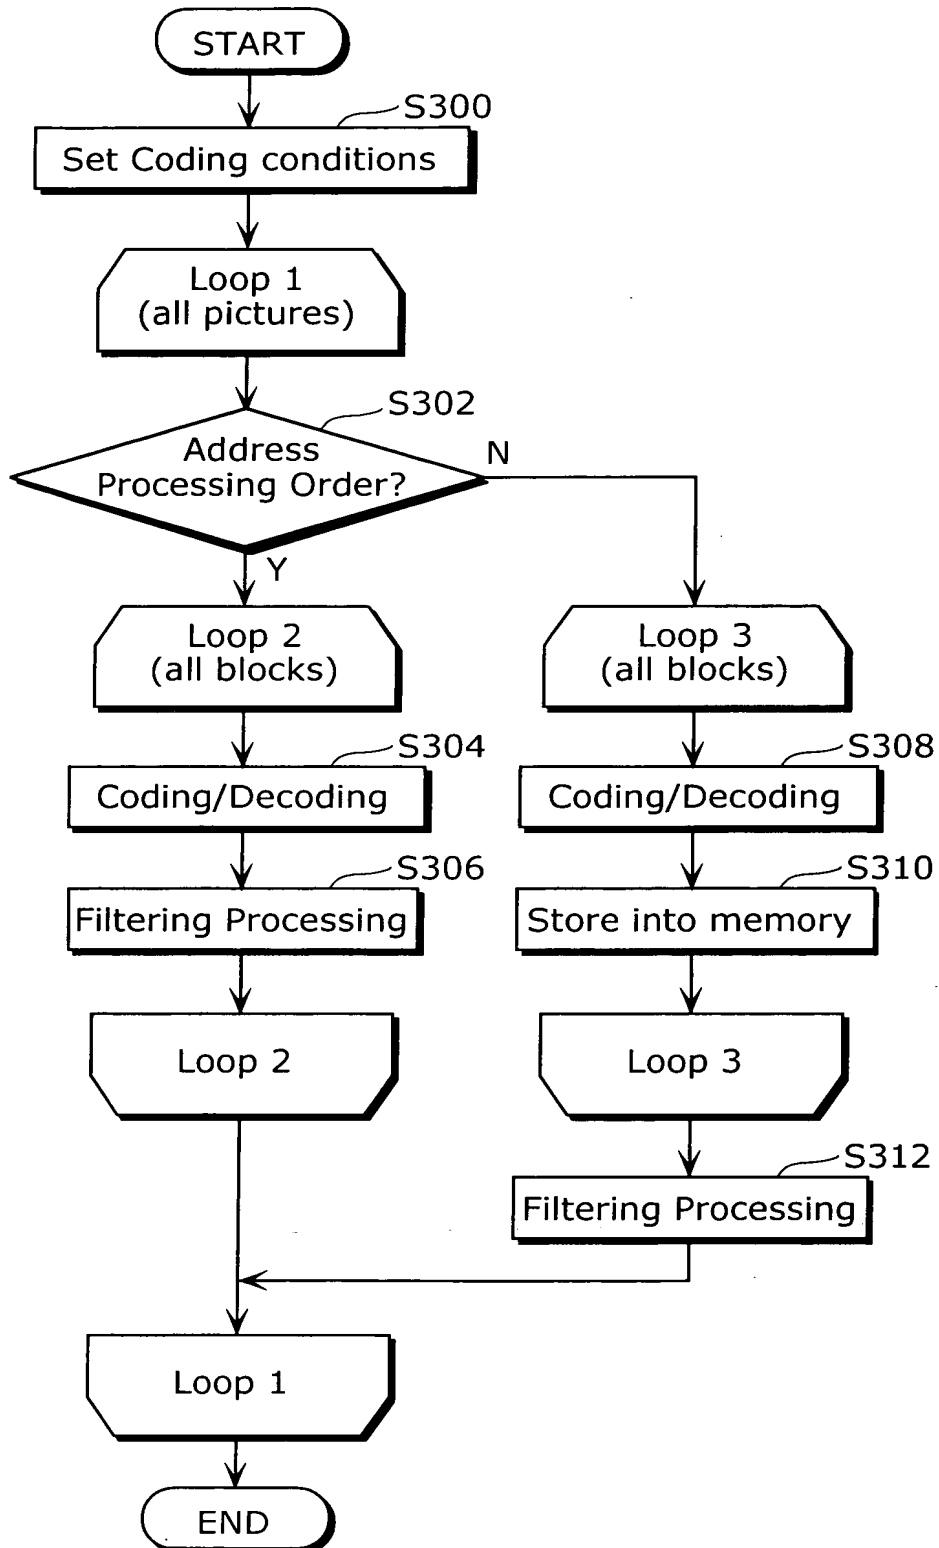 START
S300
Set Coding conditions
Loop 1
(all pictures)
S302
Address
Processing Order?
N
Y
Loop 2
(all blocks)
Loop 3
(all blocks)
S304
Coding/Decoding
S308
Coding/Decoding
S306
Filtering Processing
S310
Store into memory
Loop 2
Loop 3
S312
Filtering Processing
Loop 1
END